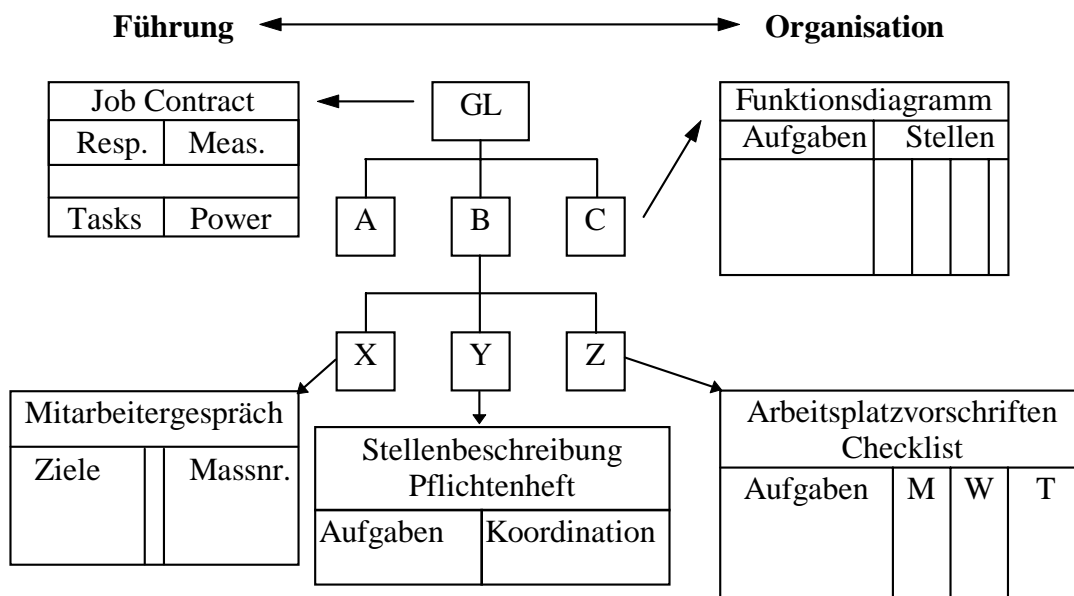 Führung Organisation
Job Contract
Resp. Meas.
Tasks Power
GL
A B C
Funktionsdiagramm
Aufgaben Stellen
X Y Z
Mitarbeitergespräch
Ziele Massnr.
Stellenbeschreibung
Pflichtenheft
Aufgaben Koordination
Arbeitsplatzvorschriften
Checklist
Aufgaben M W T